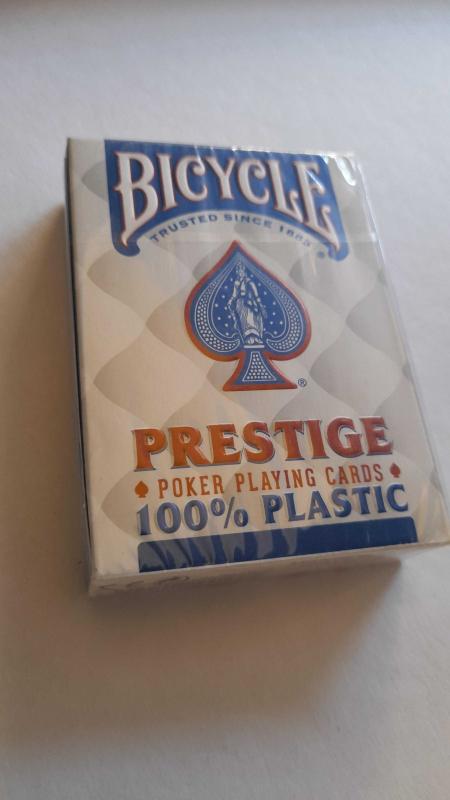 BICYCLE
TRUSTED SINCE 1885
®
®
PRESTIGE
POKER PLAYING CARDS
100% PLASTIC